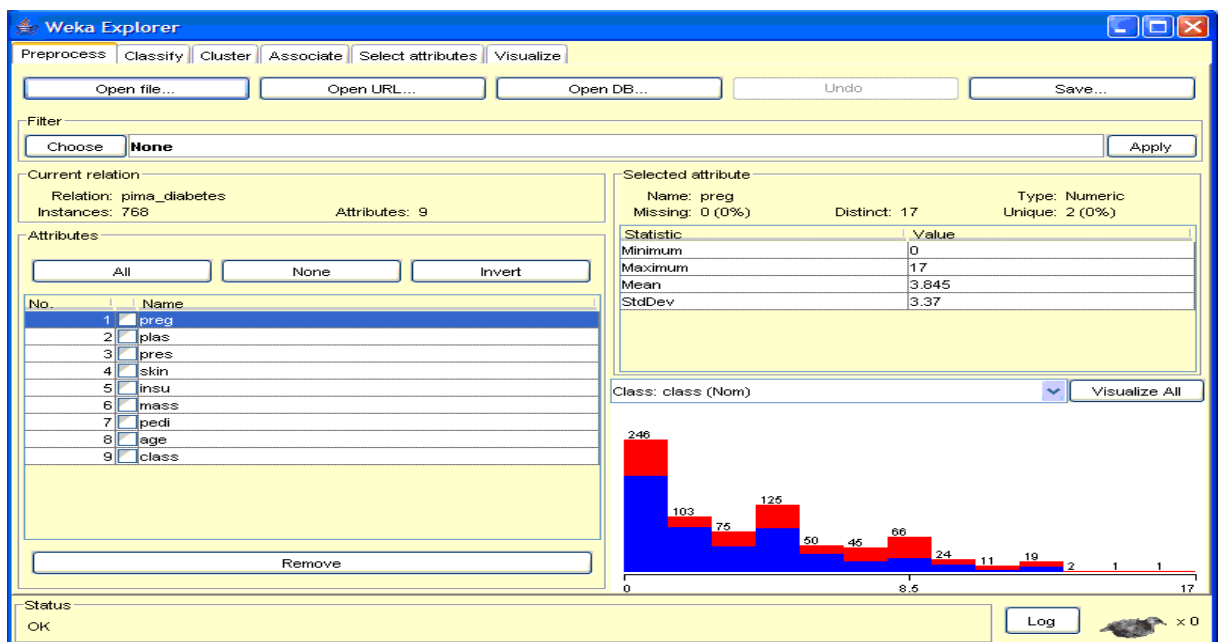 Weka Explorer
Preprocess Classify Cluster Associate Select attributes Visualize
Open file... Open URL... Open DB... Undo Save...
Filter
Choose None Apply
Current relation
Relation: pima_diabetes
Instances: 768 Attributes: 9
Attributes
All None Invert
No. Name
1 preg
2 plas
3 pres
4 skin
5 insu
6 mass
7 pedi
8 age
9 class
Remove
Selected attribute
Name: preg Type: Numeric
Missing: 0 (0%) Distinct: 17 Unique: 2 (0%)
Statistic Value
Minimum 0
Maximum 17
Mean 3.845
StdDev 3.37
Class: class (Nom) Visualize All
246 103 75 125 50 45 66 24 11 19 2 1 1
0 8.5 17
Status
OK
Log x 0